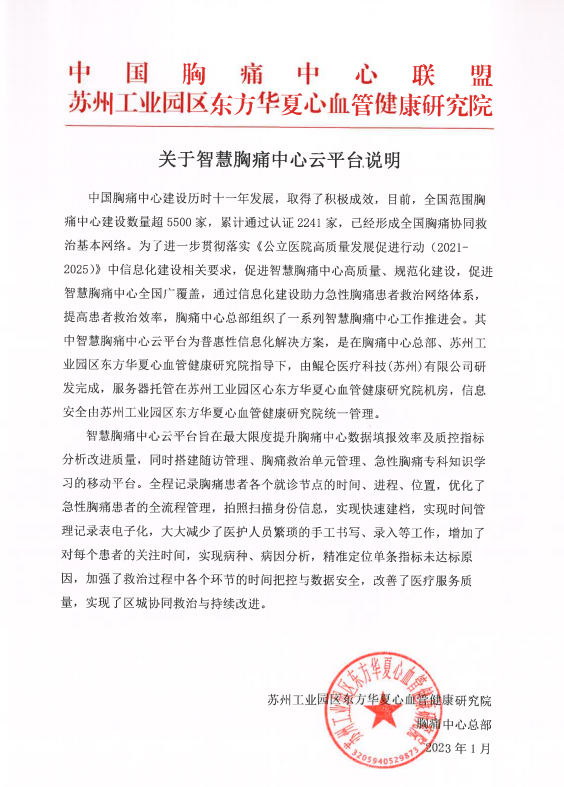 中国胸痛中心联盟
苏州工业园区东方华夏心血管健康研究院
关于智慧胸痛中心云平台说明
中国胸痛中心建设历时十一年发展，取得了积极成效，目前，全国范围胸
痛中心建设数量超 5500 家，累计通过认证 2241 家，已经形成全国胸痛协同救
治基本网络。为了进一步贯彻落实《公立医院高质量发展促进行动（2021-
2025）》中信息化建设相关要求，促进智慧胸痛中心高质量、规范化建设，促进
智慧胸痛中心全国广覆盖，通过信息化建设助力急性胸痛患者救治网络体系，
提高患者救治效率，胸痛中心总部组织了一系列智慧胸痛中心工作推进会。其
中智慧胸痛中心云平台为普惠性信息化解决方案，是在胸痛中心总部、苏州工
业园区东方华夏心血管健康研究院指导下，由鲲仑医疗科技(苏州)有限公司研
发完成，服务器托管在苏州工业园区心东方华夏心血管健康研究院机房，信息
安全由苏州工业园区东方华夏心血管健康研究院统一管理。
智慧胸痛中心云平台旨在最大限度提升胸痛中心数据填报效率及质控指标
分析改进质量，同时搭建随访管理、胸痛救治单元管理、急性胸痛专科知识学
习的移动平台。全程记录胸痛患者各个就诊节点的时间、进程、位置，优化了
急性胸痛患者的全流程管理，拍照扫描身份信息，实现快速建档，实现时间管
理记录表电子化，大大减少了医护人员繁琐的手工书写、录入等工作，增加了
对每个患者的关注时间，实现病种、病因分析，精准定位单条指标未达标原
因，加强了救治过程中各个环节的时间把控与数据安全，改善了医疗服务质
量，实现了区城协同救治与持续改进。
苏州工业园区东方华夏心血管健康研究院
胸痛中心总部
2023 年 1 月
苏州工业园区东方华夏心血管健康研究院
3205940529873